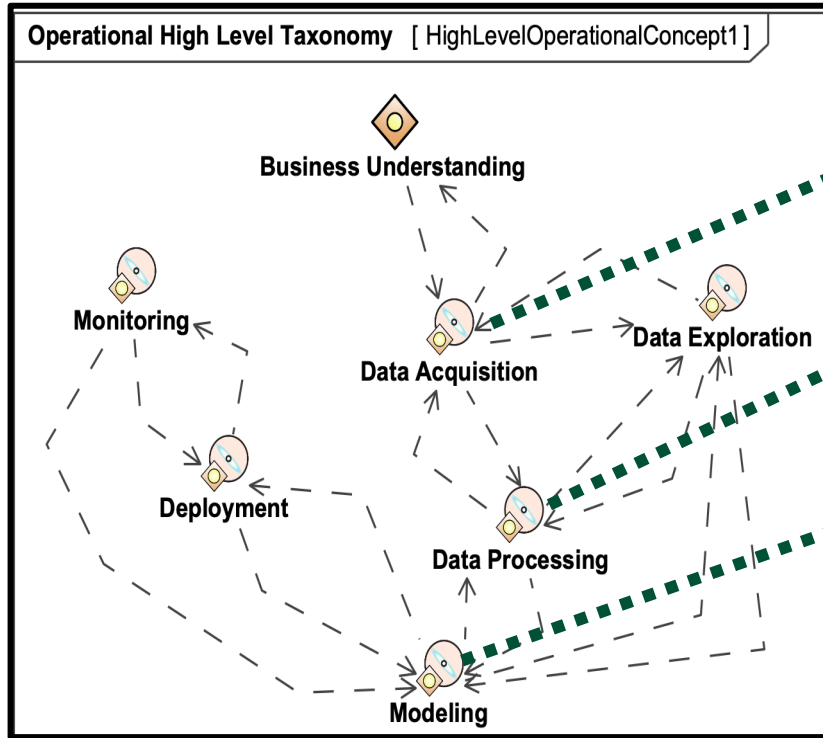 Operational High Level Taxonomy [ HighLevelOperationalConcept1 ]
Business Understanding
Monitoring
Data Exploration
Data Acquisition
Deployment
Data Processing
Modeling